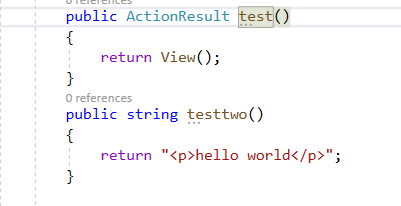 0 references
public ActionResult test()
{
return View();
}
0 references
public string testtwo()
{
return "<p>hello world</p>";
}